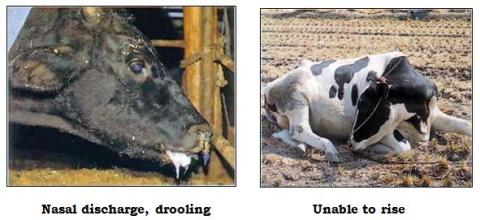 Nasal discharge, drooling
Unable to rise